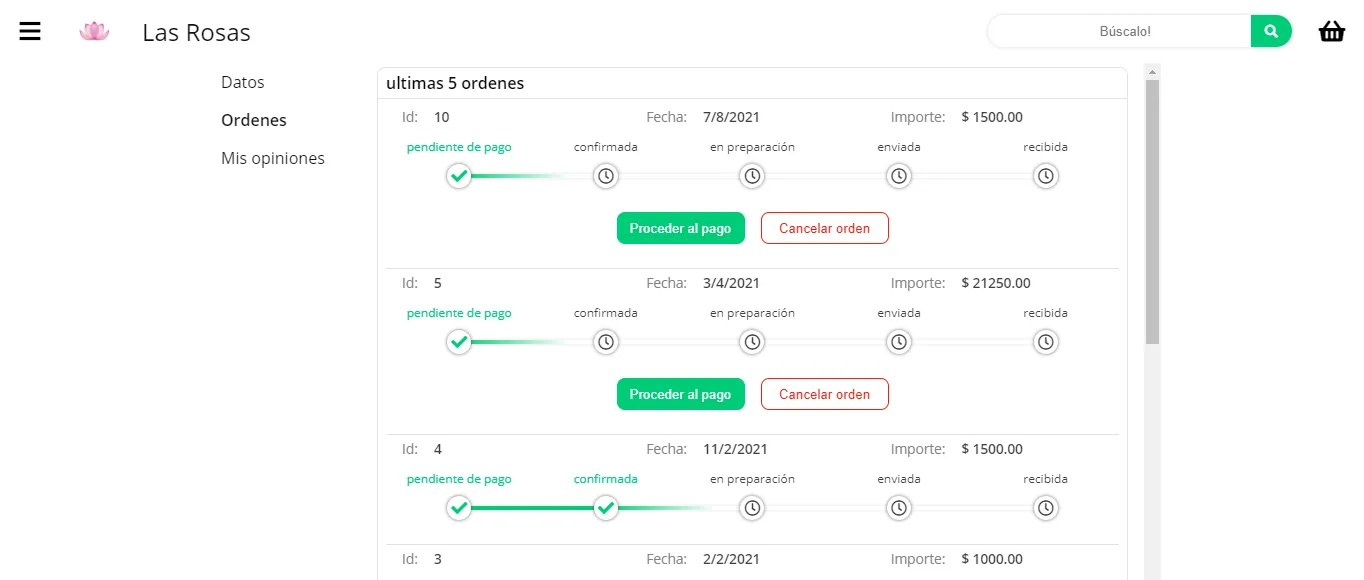 Las Rosas
Búscalo!
Datos
Ordenes
Mis opiniones
ultimas 5 ordenes
Id: 10 Fecha: 7/8/2021 Importe: $ 1500.00
pendiente de pago confirmada en preparación enviada recibida
Proceder al pago Cancelar orden
Id: 5 Fecha: 3/4/2021 Importe: $ 21250.00
pendiente de pago confirmada en preparación enviada recibida
Proceder al pago Cancelar orden
Id: 4 Fecha: 11/2/2021 Importe: $ 1500.00
pendiente de pago confirmada en preparación enviada recibida
Id: 3 Fecha: 2/2/2021 Importe: $ 1000.00